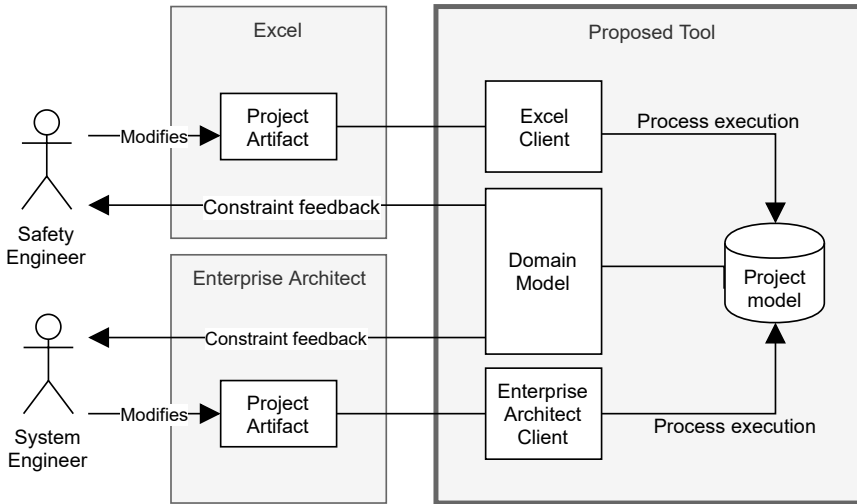 Excel
Proposed Tool
Project
Artifact
Modifies
Excel
Client
Process execution
Constraint feedback
Safety
Engineer
Domain
Model
Project
model
Enterprise Architect
Constraint feedback
Modifies
Project
Artifact
Enterprise
Architect
Client
Process execution
System
Engineer